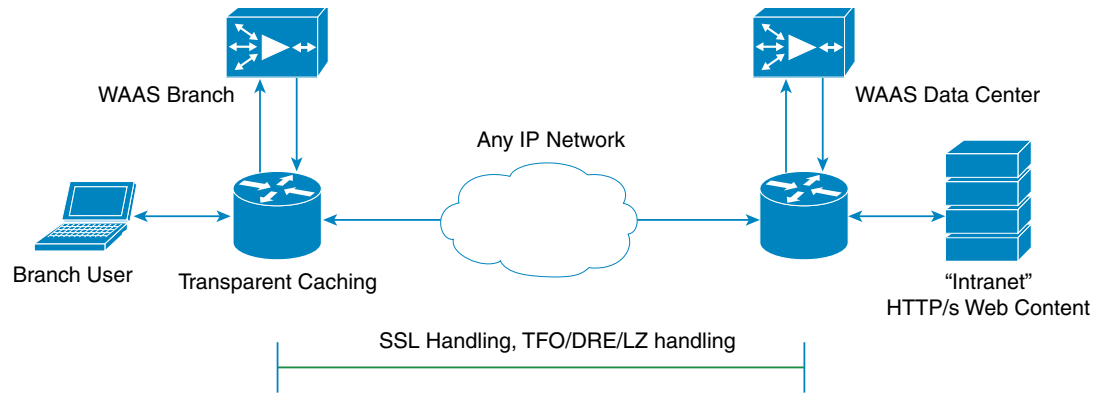 WAAS Branch
WAAS Data Center
Any IP Network
Branch User
Transparent Caching
“Intranet”
HTTP/s Web Content
SSL Handling, TFO/DRE/LZ handling